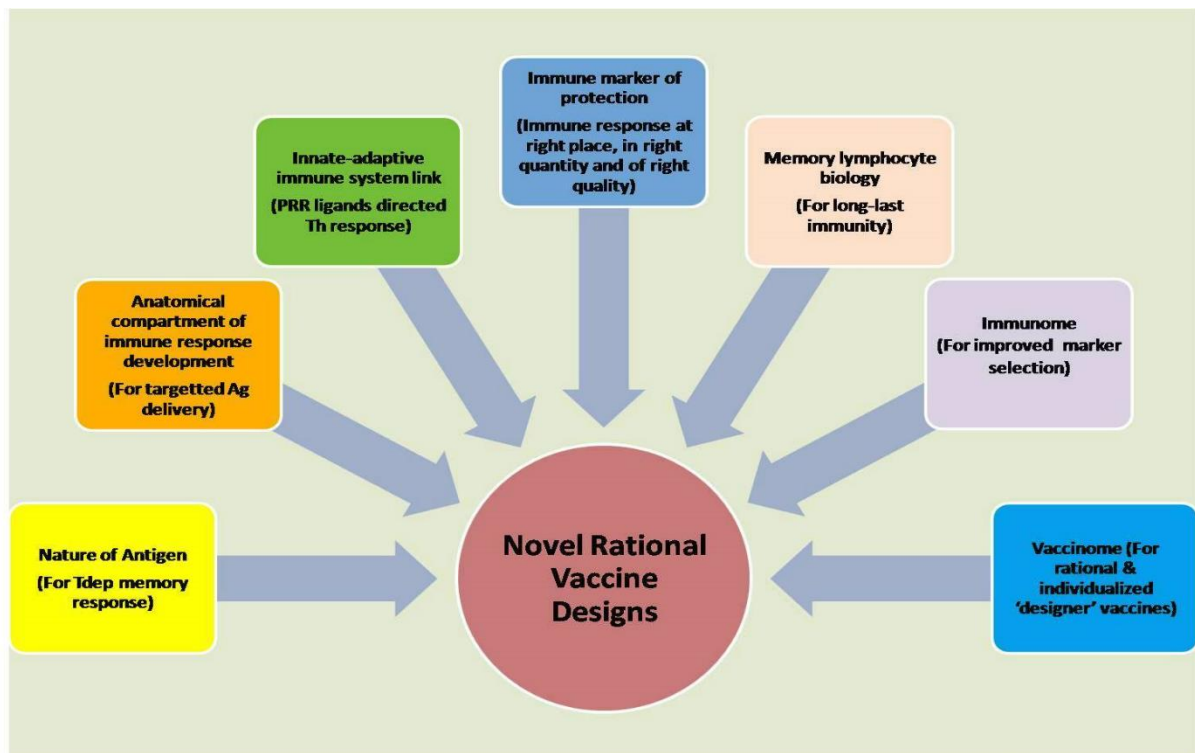 Immune marker of
protection
(Immune response at
right place, in right
quantity and of right
quality)
Innate-adaptive
immune system link
(PRR ligands directed
Th response)
Memory lymphocyte
biology
(For long-last
immunity)
Anatomical
compartment of
immune response
development
(For targetted Ag
delivery)
Immunome
(For improved marker
selection)
Nature of Antigen
(For Tdep memory
response)
Novel Rational
Vaccine
Designs
Vaccinome (For
rational &
individualized
‘designer’ vaccines)